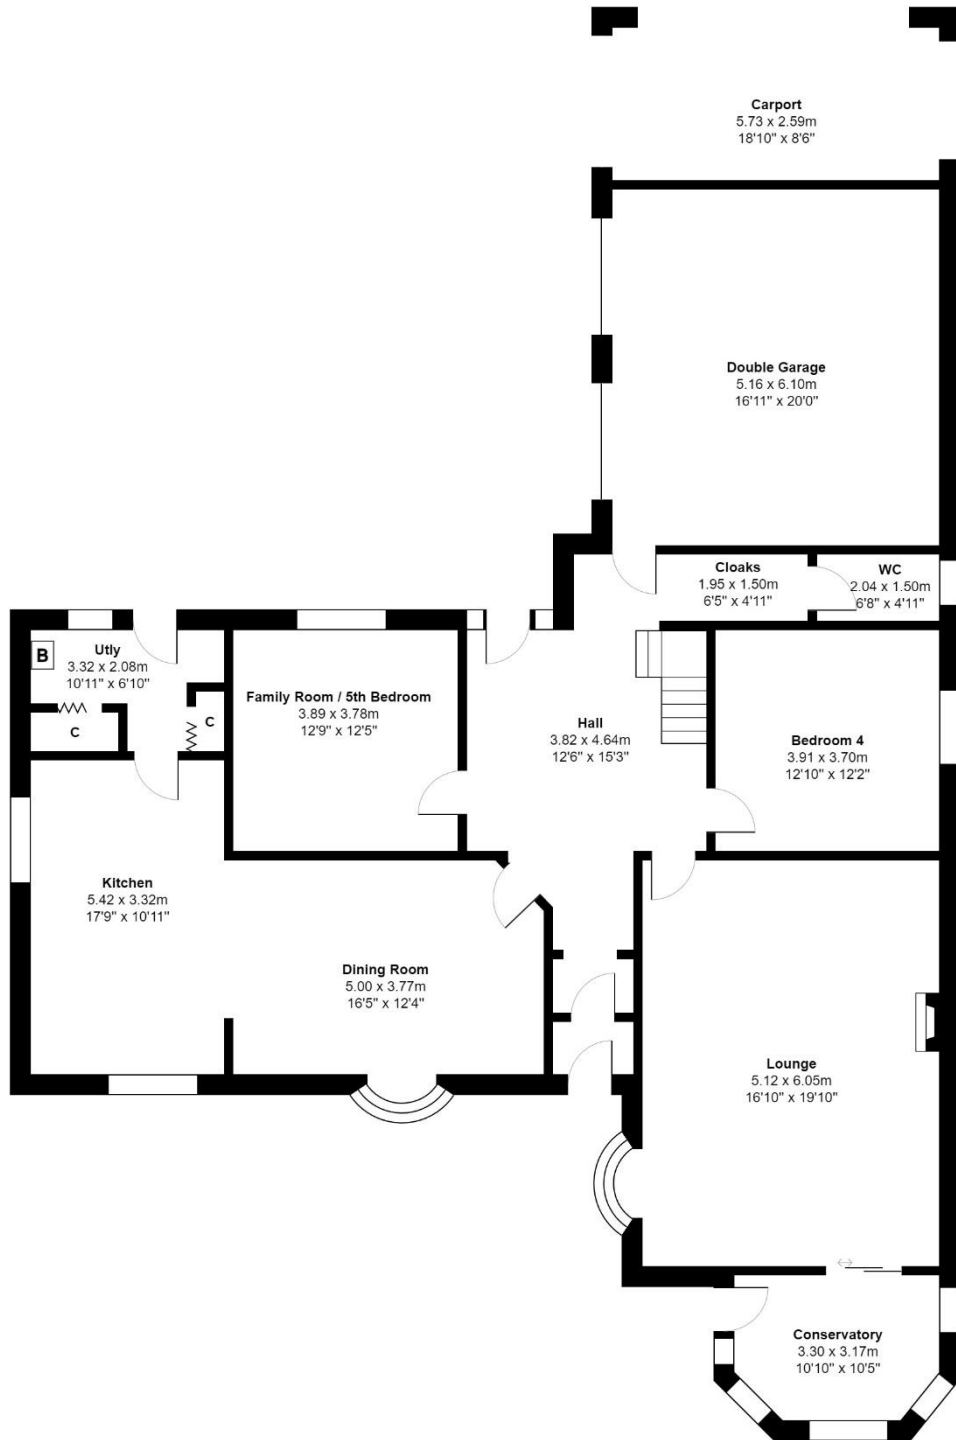 Carport
5.73 x 2.59m
18'10" x 8'6"
Double Garage
5.16 x 6.10m
16'11" x 20'0"
Cloaks
1.95 x 1.50m
6'5" x 4'11"
WC
2.04 x 1.50m
6'8" x 4'11"
B
Utly
3.32 x 2.08m
10'11" x 6'10"
C
C
Family Room / 5th Bedroom
3.89 x 3.78m
12'9" x 12'5"
Hall
3.82 x 4.64m
12'6" x 15'3"
Bedroom 4
3.91 x 3.70m
12'10" x 12'2"
Kitchen
5.42 x 3.32m
17'9" x 10'11"
Dining Room
5.00 x 3.77m
16'5" x 12'4"
Lounge
5.12 x 6.05m
16'10" x 19'10"
Conservatory
3.30 x 3.17m
10'10" x 10'5"